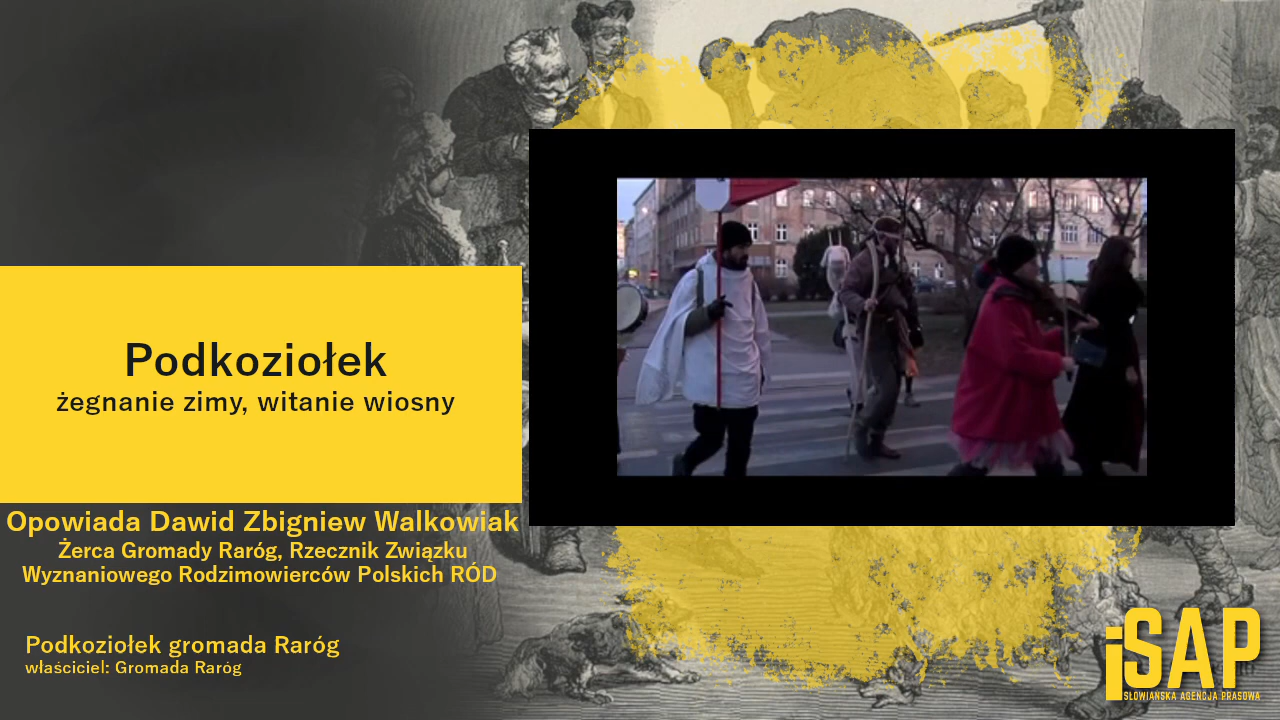 Podkoziołek
żegnanie zimy, witanie wiosny
Opowiada Dawid Zbigniew Walkowiak
Żerca Gromady Raróg, Rzecznik Związku
Wyznaniowego Rodzimowierców Polskich RÓD
Podkoziołek gromada Raróg
właściciel: Gromada Raróg
iSAP
SŁOWIAŃSKA AGENCJA PRASOWA